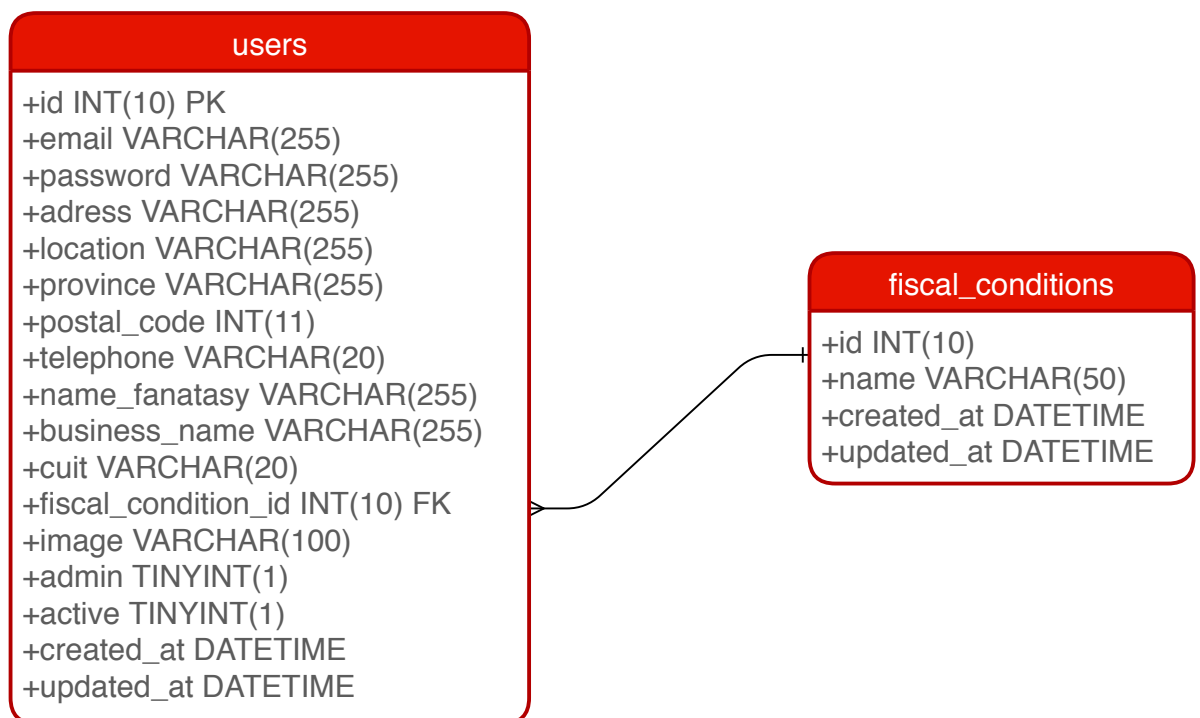 users
+id INT(10) PK
+email VARCHAR(255)
+password VARCHAR(255)
+adress VARCHAR(255)
+location VARCHAR(255)
+province VARCHAR(255)
+postal_code INT(11)
+telephone VARCHAR(20)
+name_fanatasy VARCHAR(255)
+business_name VARCHAR(255)
+cuit VARCHAR(20)
+fiscal_condition_id INT(10) FK
+image VARCHAR(100)
+admin TINYINT(1)
+active TINYINT(1)
+created_at DATETIME
+updated_at DATETIME
fiscal_conditions
+id INT(10)
+name VARCHAR(50)
+created_at DATETIME
+updated_at DATETIME